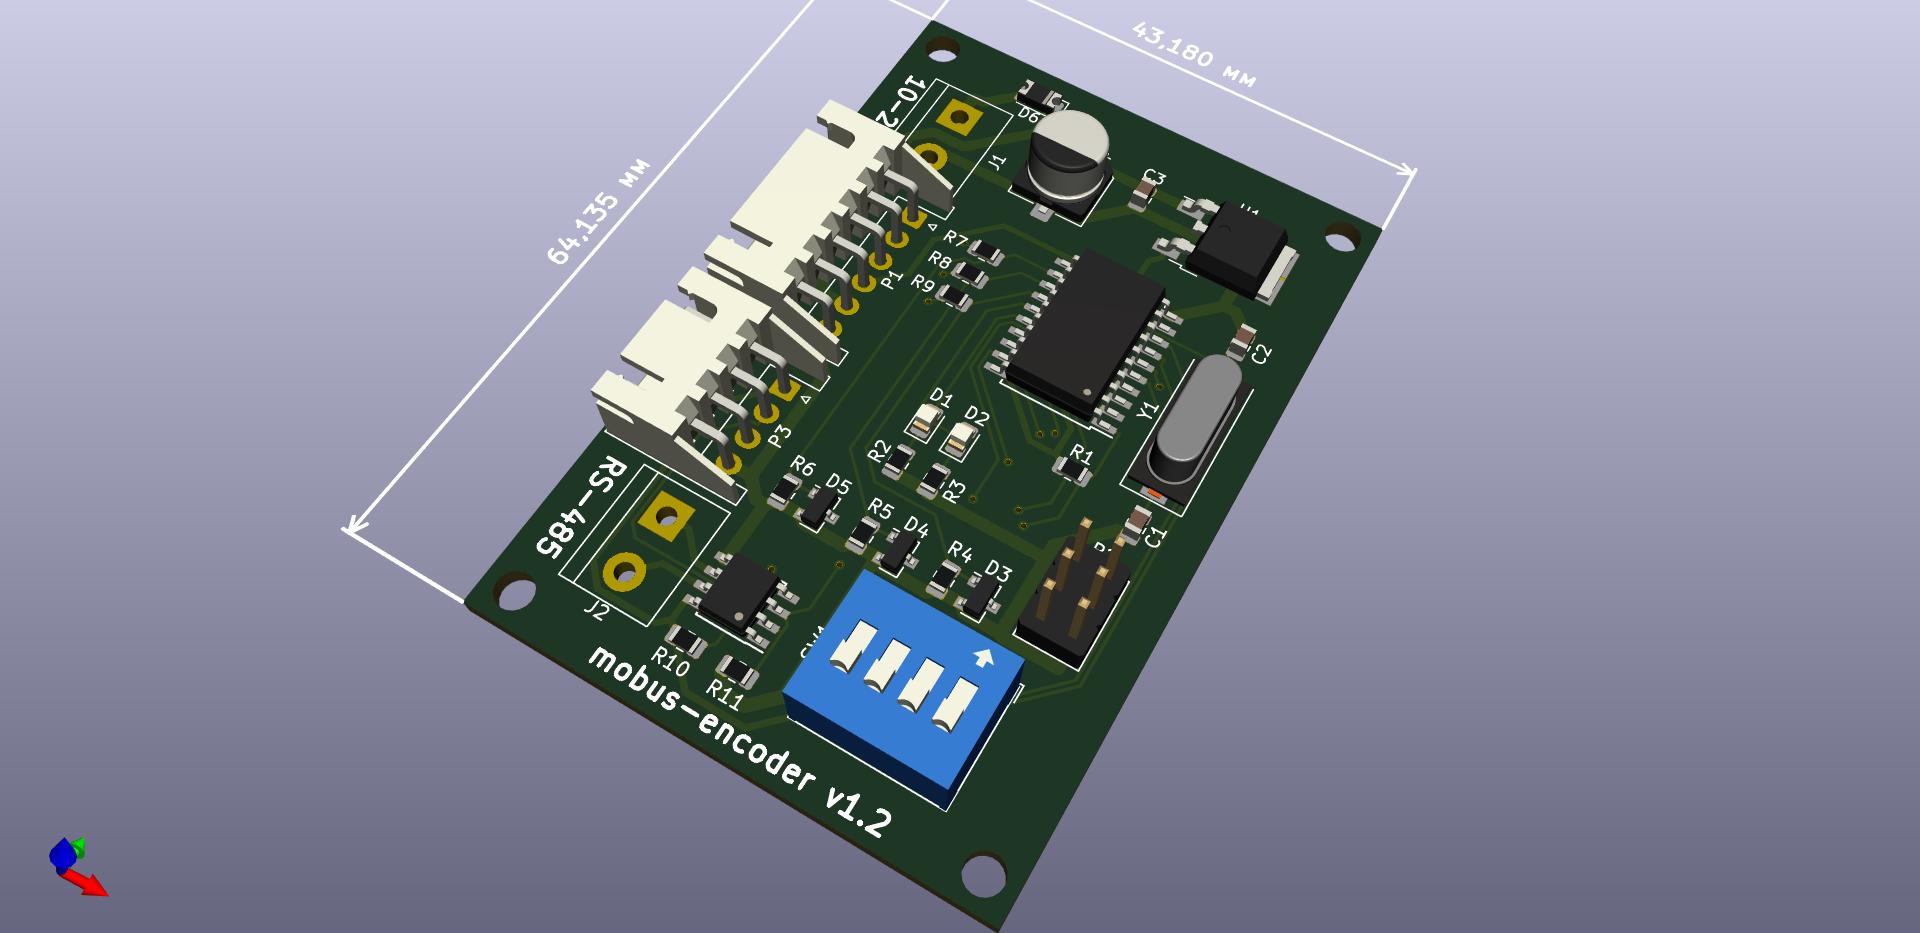 43,180 мм
64,135 мм
10-2
D6
J1
C3
R7
R8
R9
P1
C2
Y1
D1
D2
R2
R3
R1
P3
R6
D5
R5
D4
R4
D3
C1
RS-485
J2
R10
R11
mobus-encoder v1.2